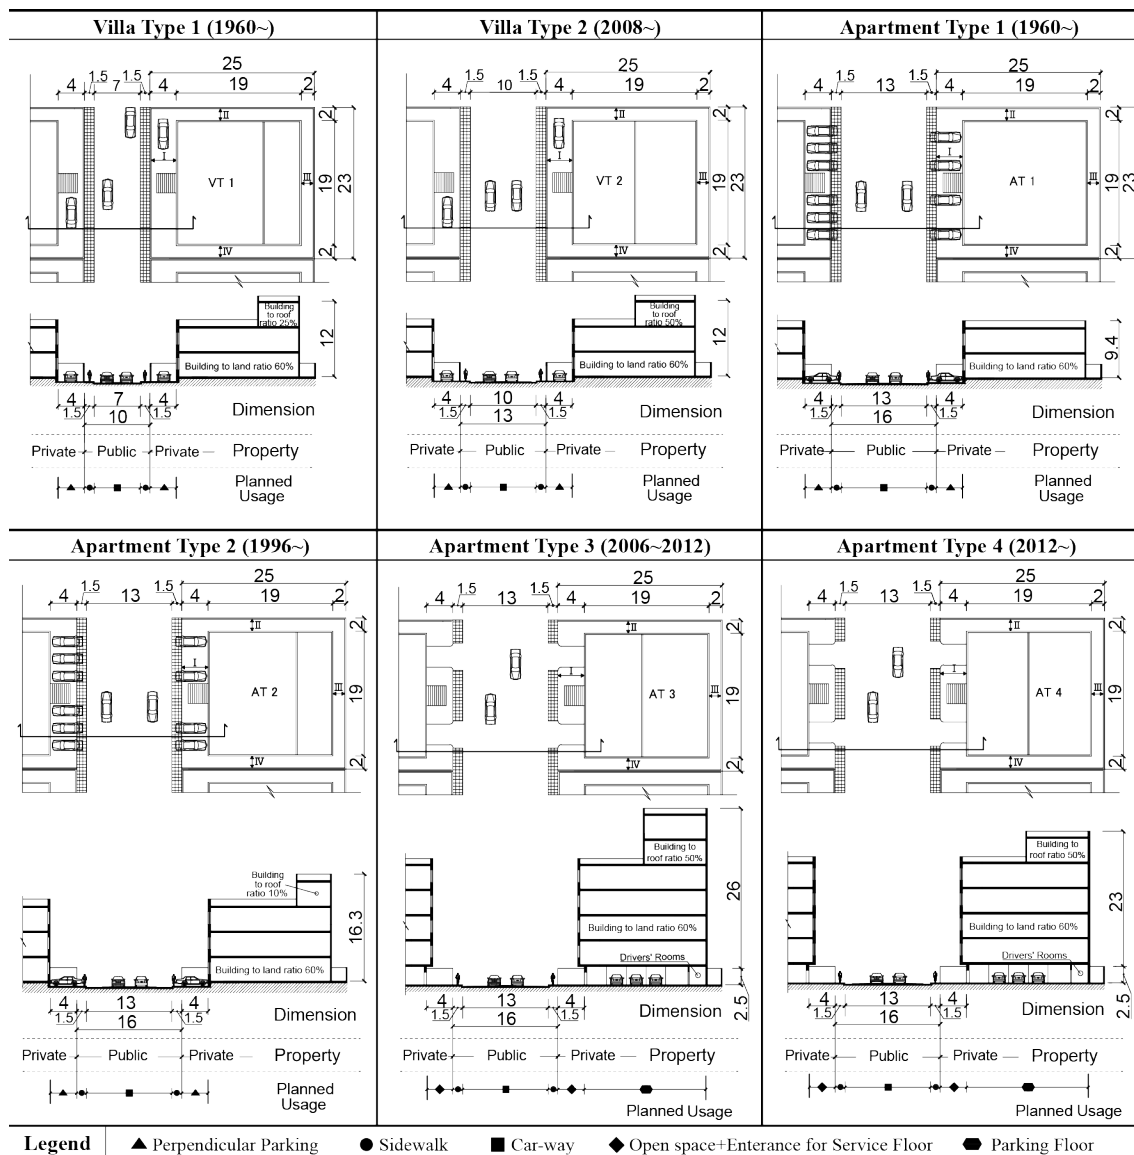 Villa Type 1 (1960~)
1.5 1.5 25
4 7 4 19 2
II
2
I
VT 1
III
19
23
1 1
IV
2
Building
to roof
ratio 25%
12
Building to land ratio 60%
4 7 4
1.5 1.5
10
Dimension
Private Public Private
Property
Planned
Usage
Villa Type 2 (2008~)
1.5 1.5 25
4 10 4 19 2
II
2
I
VT 2
III
19
23
1 1
IV
2
Building
to roof
ratio 50%
12
Building to land ratio 60%
4 10 4
1.5 1.5
13
Dimension
Private Public Private
Property
Planned
Usage
Apartment Type 1 (1960~)
1.5 1.5 25
4 13 4 19 2
II
2
I
AT 1
III
19
23
1 1
IV
2
9.4
Building to land ratio 60%
4 13 4
1.5 1.5
16
Dimension
Private Public Private
Property
Planned
Usage
Apartment Type 2 (1996~)
1.5 1.5 25
4 13 4 19 2
II
2
I
AT 2
III
19
1 1
IV
2
Building
to roof
ratio 10%
16.3
Building to land ratio 60%
4 13 4
1.5 1.5
16
Dimension
Private Public Private
Property
Planned
Usage
Apartment Type 3 (2006~2012)
1.5 1.5 25
4 13 4 19 2
II
2
I
AT 3
III
19
1 1
IV
2
Building to
roof ratio 50%
26
Building to land ratio 60%
Drivers' Rooms
4 13 4
1.5 1.5
16
2.5
Dimension
Private Public Private
Property
Planned Usage
Apartment Type 4 (2012~)
1.5 1.5 25
4 13 4 19 2
II
2
I
AT 4
III
19
1 1
IV
2
Building to
roof ratio 50%
23
Building to land ratio 60%
Drivers' Rooms
4 13 4
1.5 1.5
16
2.5
Dimension
Private Public Private
Property
Planned Usage
Legend Perpendicular Parking Sidewalk Car-way Open space+Enterance for Service Floor Parking Floor